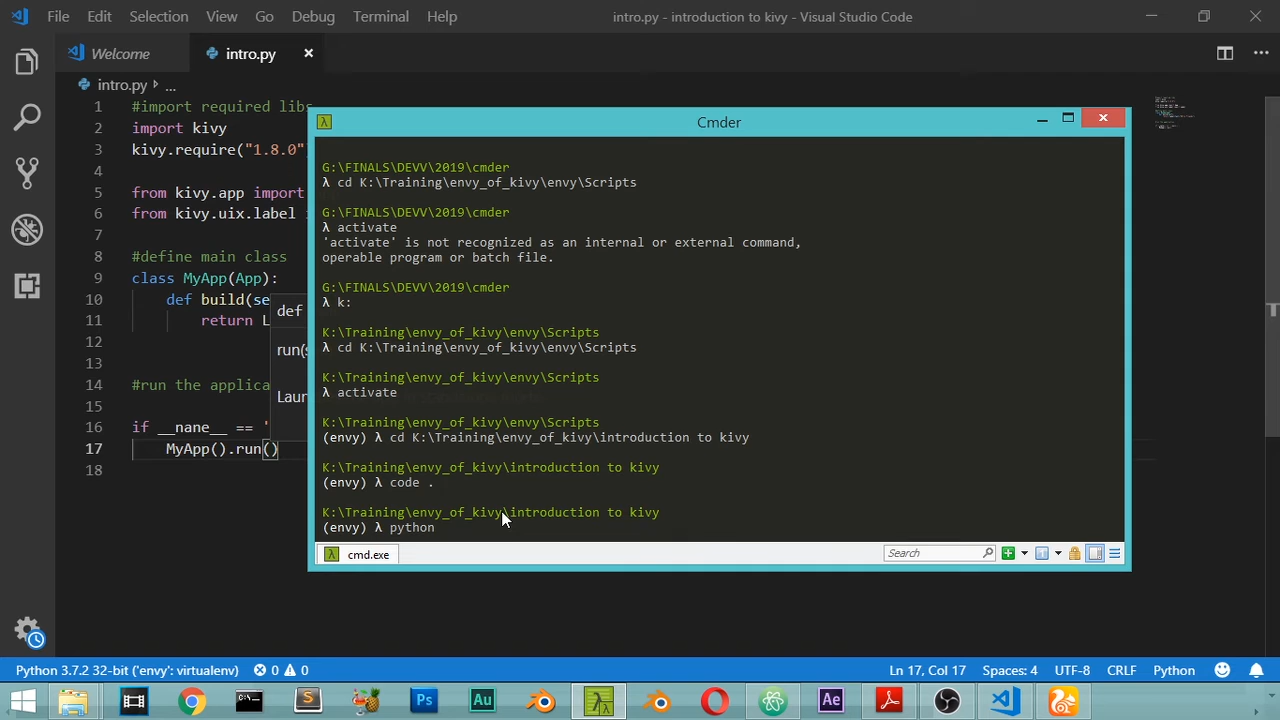 File Edit Selection View Go Debug Terminal Help
intro.py - introduction to kivy - Visual Studio Code
Welcome
intro.py
intro.py ...
1 #import required libs
2 import kivy
3 kivy.require("1.8.0"
4
5 from kivy.app import
6 from kivy.uix.label
7
8 #define main class
9 class MyApp(App):
10 def build(se
11 return L
12
13
14 #run the applica
15
16 if __nane__ == '
17 MyApp().run()
18
def
run(s
Laun
Cmder
G:\FINALS\DEVV\2019\cmder
λ cd K:\Training\envy_of_kivy\envy\Scripts
G:\FINALS\DEVV\2019\cmder
λ activate
'activate' is not recognized as an internal or external command,
operable program or batch file.
G:\FINALS\DEVV\2019\cmder
λ k:
K:\Training\envy_of_kivy\envy\Scripts
λ cd K:\Training\envy_of_kivy\envy\Scripts
K:\Training\envy_of_kivy\envy\Scripts
λ activate
K:\Training\envy_of_kivy\envy\Scripts
(envy) λ cd K:\Training\envy_of_kivy\introduction to kivy
K:\Training\envy_of_kivy\introduction to kivy
(envy) λ code .
K:\Training\envy_of_kivy\introduction to kivy
(envy) λ python
cmd.exe
Search
Python 3.7.2 32-bit ('envy': virtualenv) 0 0
Ln 17, Col 17 Spaces: 4 UTF-8 CRLF Python
Ps Au Ae